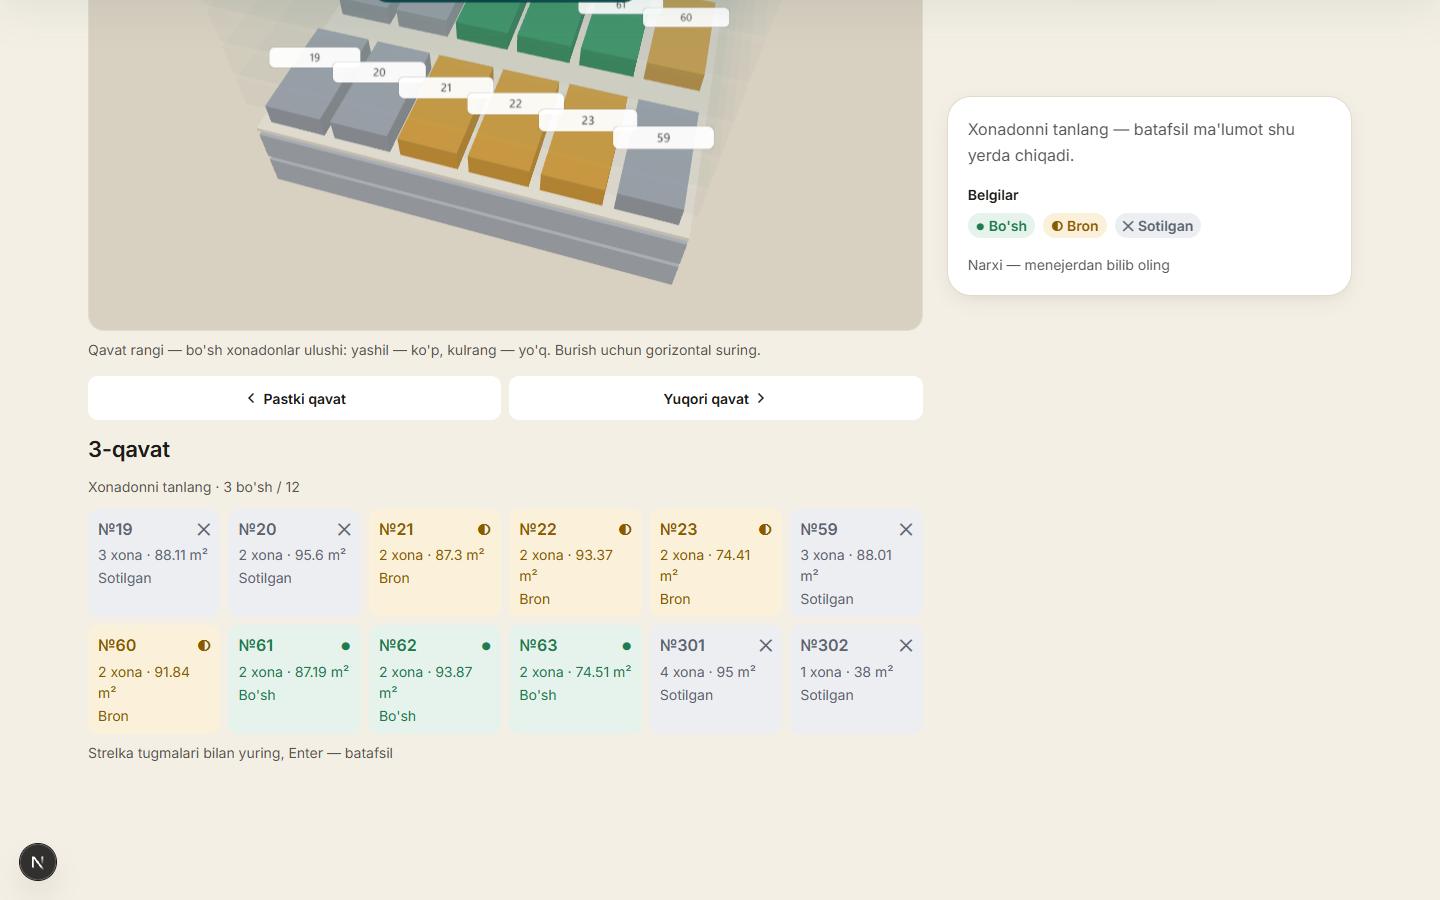 61
60
19
20
21
22
23
59
Xonadonni tanlang — batafsil ma'lumot shu
yerda chiqadi.
Belgilar
Bo'sh Bron Sotilgan
Narxi — menejerdan bilib oling
Qavat rangi — bo'sh xonadonlar ulushi: yashil — ko'p, kulrang — yo'q. Burish uchun gorizontal suring.
Pastki qavat
Yuqori qavat
3-qavat
Xonadonni tanlang · 3 bo'sh / 12
№19
3 xona · 88.11 m²
Sotilgan
№20
2 xona · 95.6 m²
Sotilgan
№21
2 xona · 87.3 m²
Bron
№22
2 xona · 93.37
m²
Bron
№23
2 xona · 74.41
m²
Bron
№59
3 xona · 88.01
m²
Sotilgan
№60
2 xona · 91.84
m²
Bron
№61
2 xona · 87.19 m²
Bo'sh
№62
2 xona · 93.87
m²
Bo'sh
№63
2 xona · 74.51 m²
Bo'sh
№301
4 xona · 95 m²
Sotilgan
№302
1 xona · 38 m²
Sotilgan
Strelka tugmalari bilan yuring, Enter — batafsil
N